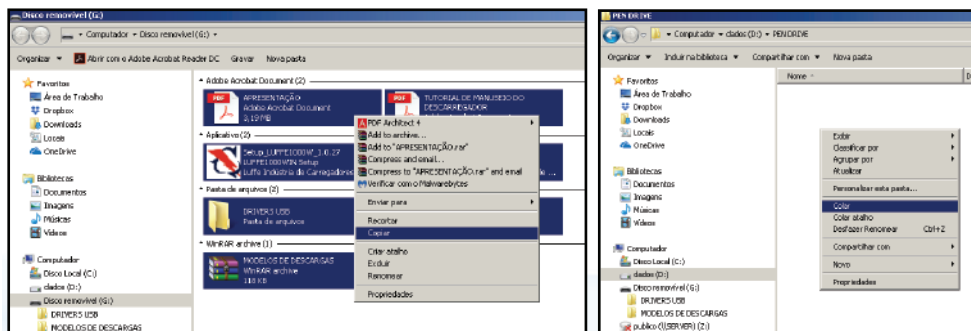 Disco removível (G:)
Computador ▸ Disco removível (G:) ▸
Organizar ▾ Abrir com o Adobe Acrobat Reader DC Gravar Nova pasta
Favoritos
Área de Trabalho
Dropbox
Downloads
Locais
OneDrive
Bibliotecas
Documentos
Imagens
Músicas
Vídeos
Computador
Disco Local (C:)
dados (D:)
Disco removível (G:)
DRIVERS USB
MODELOS DE DESCARGAS
Adobe Acrobat Document (2)
APRESENTAÇÃO
Adobe Acrobat Document
3,19 MB
TUTORIAL DE MANUSEIO DO
DESCARREGADOR
Aplicativo (2)
Setup_LUFFE1000W_1.0.27
LUFFE1000WIN Setup
Luffe Indústria de Carregadores
de ...
Pasta de arquivos (2)
DRIVERS USB
Pasta de arquivos
WinRAR archive (1)
MODELOS DE DESCARGAS
WinRAR archive
118 KB
PDF Architect 4
Add to archive...
Add to "APRESENTAÇÃO.rar"
Compress and email...
Compress to "APRESENTAÇÃO.rar" and email
Verificar com o Malwarebytes
Enviar para
Recortar
Copiar
Criar atalho
Excluir
Renomear
Propriedades
PEN DRIVE
Computador ▸ dados (D:) ▸ PEN DRIVE
Organizar ▾ Incluir na biblioteca ▾ Compartilhar com ▾ Nova pasta
Favoritos
Área de Trabalho
Dropbox
Downloads
Locais
OneDrive
Bibliotecas
Documentos
Imagens
Músicas
Vídeos
Computador
Disco Local (C:)
dados (D:)
Disco removível (G:)
DRIVERS USB
MODELOS DE DESCARGAS
publico (\\SERVER) (Z:)
Nome
D
Exibir
Classificar por
Agrupar por
Atualizar
Personalizar esta pasta...
Colar
Colar atalho
Desfazer Renomear Ctrl+Z
Compartilhar com
Novo
Propriedades